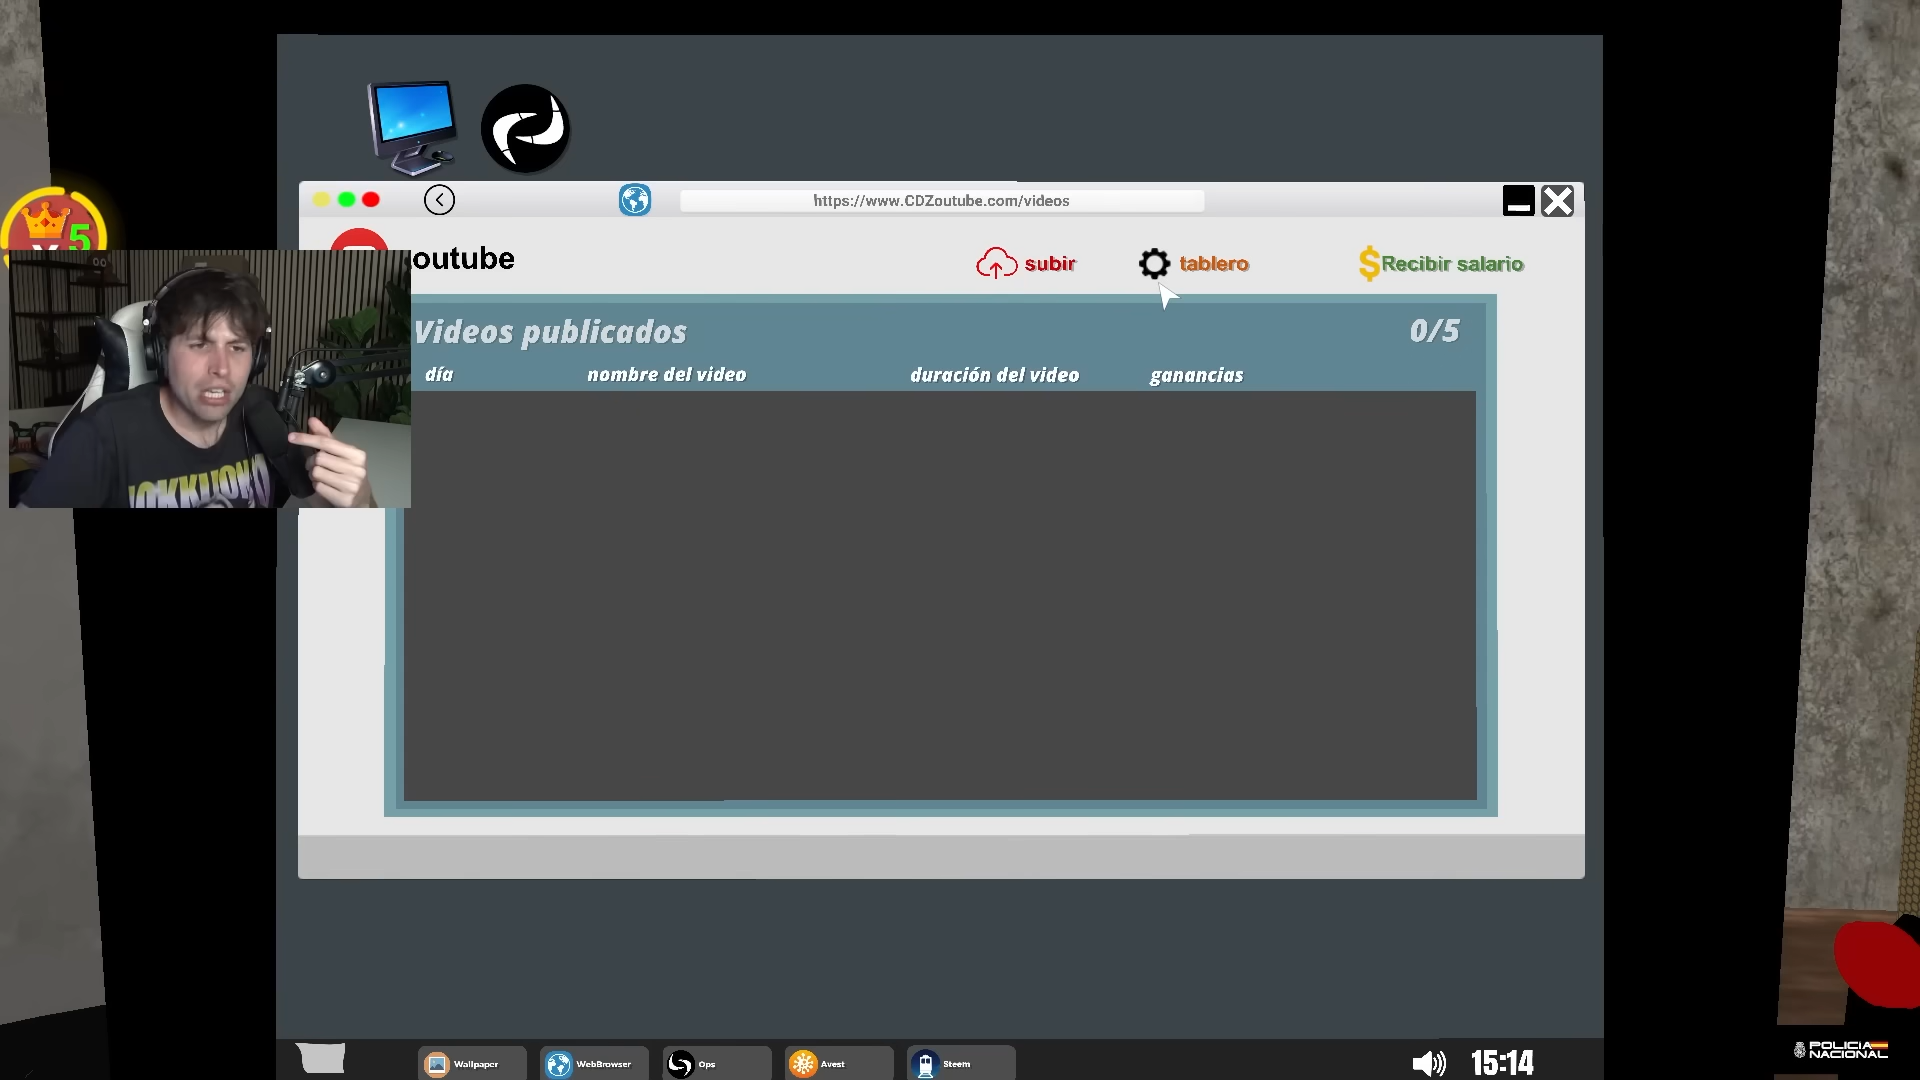 https://www.CDZoutube.com/videos
outube
subir
tablero
$Recibir salario
5
Videos publicados
0/5
día
nombre del video
duración del video
ganancias
Wallpaper
WebBrowser
Ops
Avest
Steem
15:14
POLICIA
NACIONAL